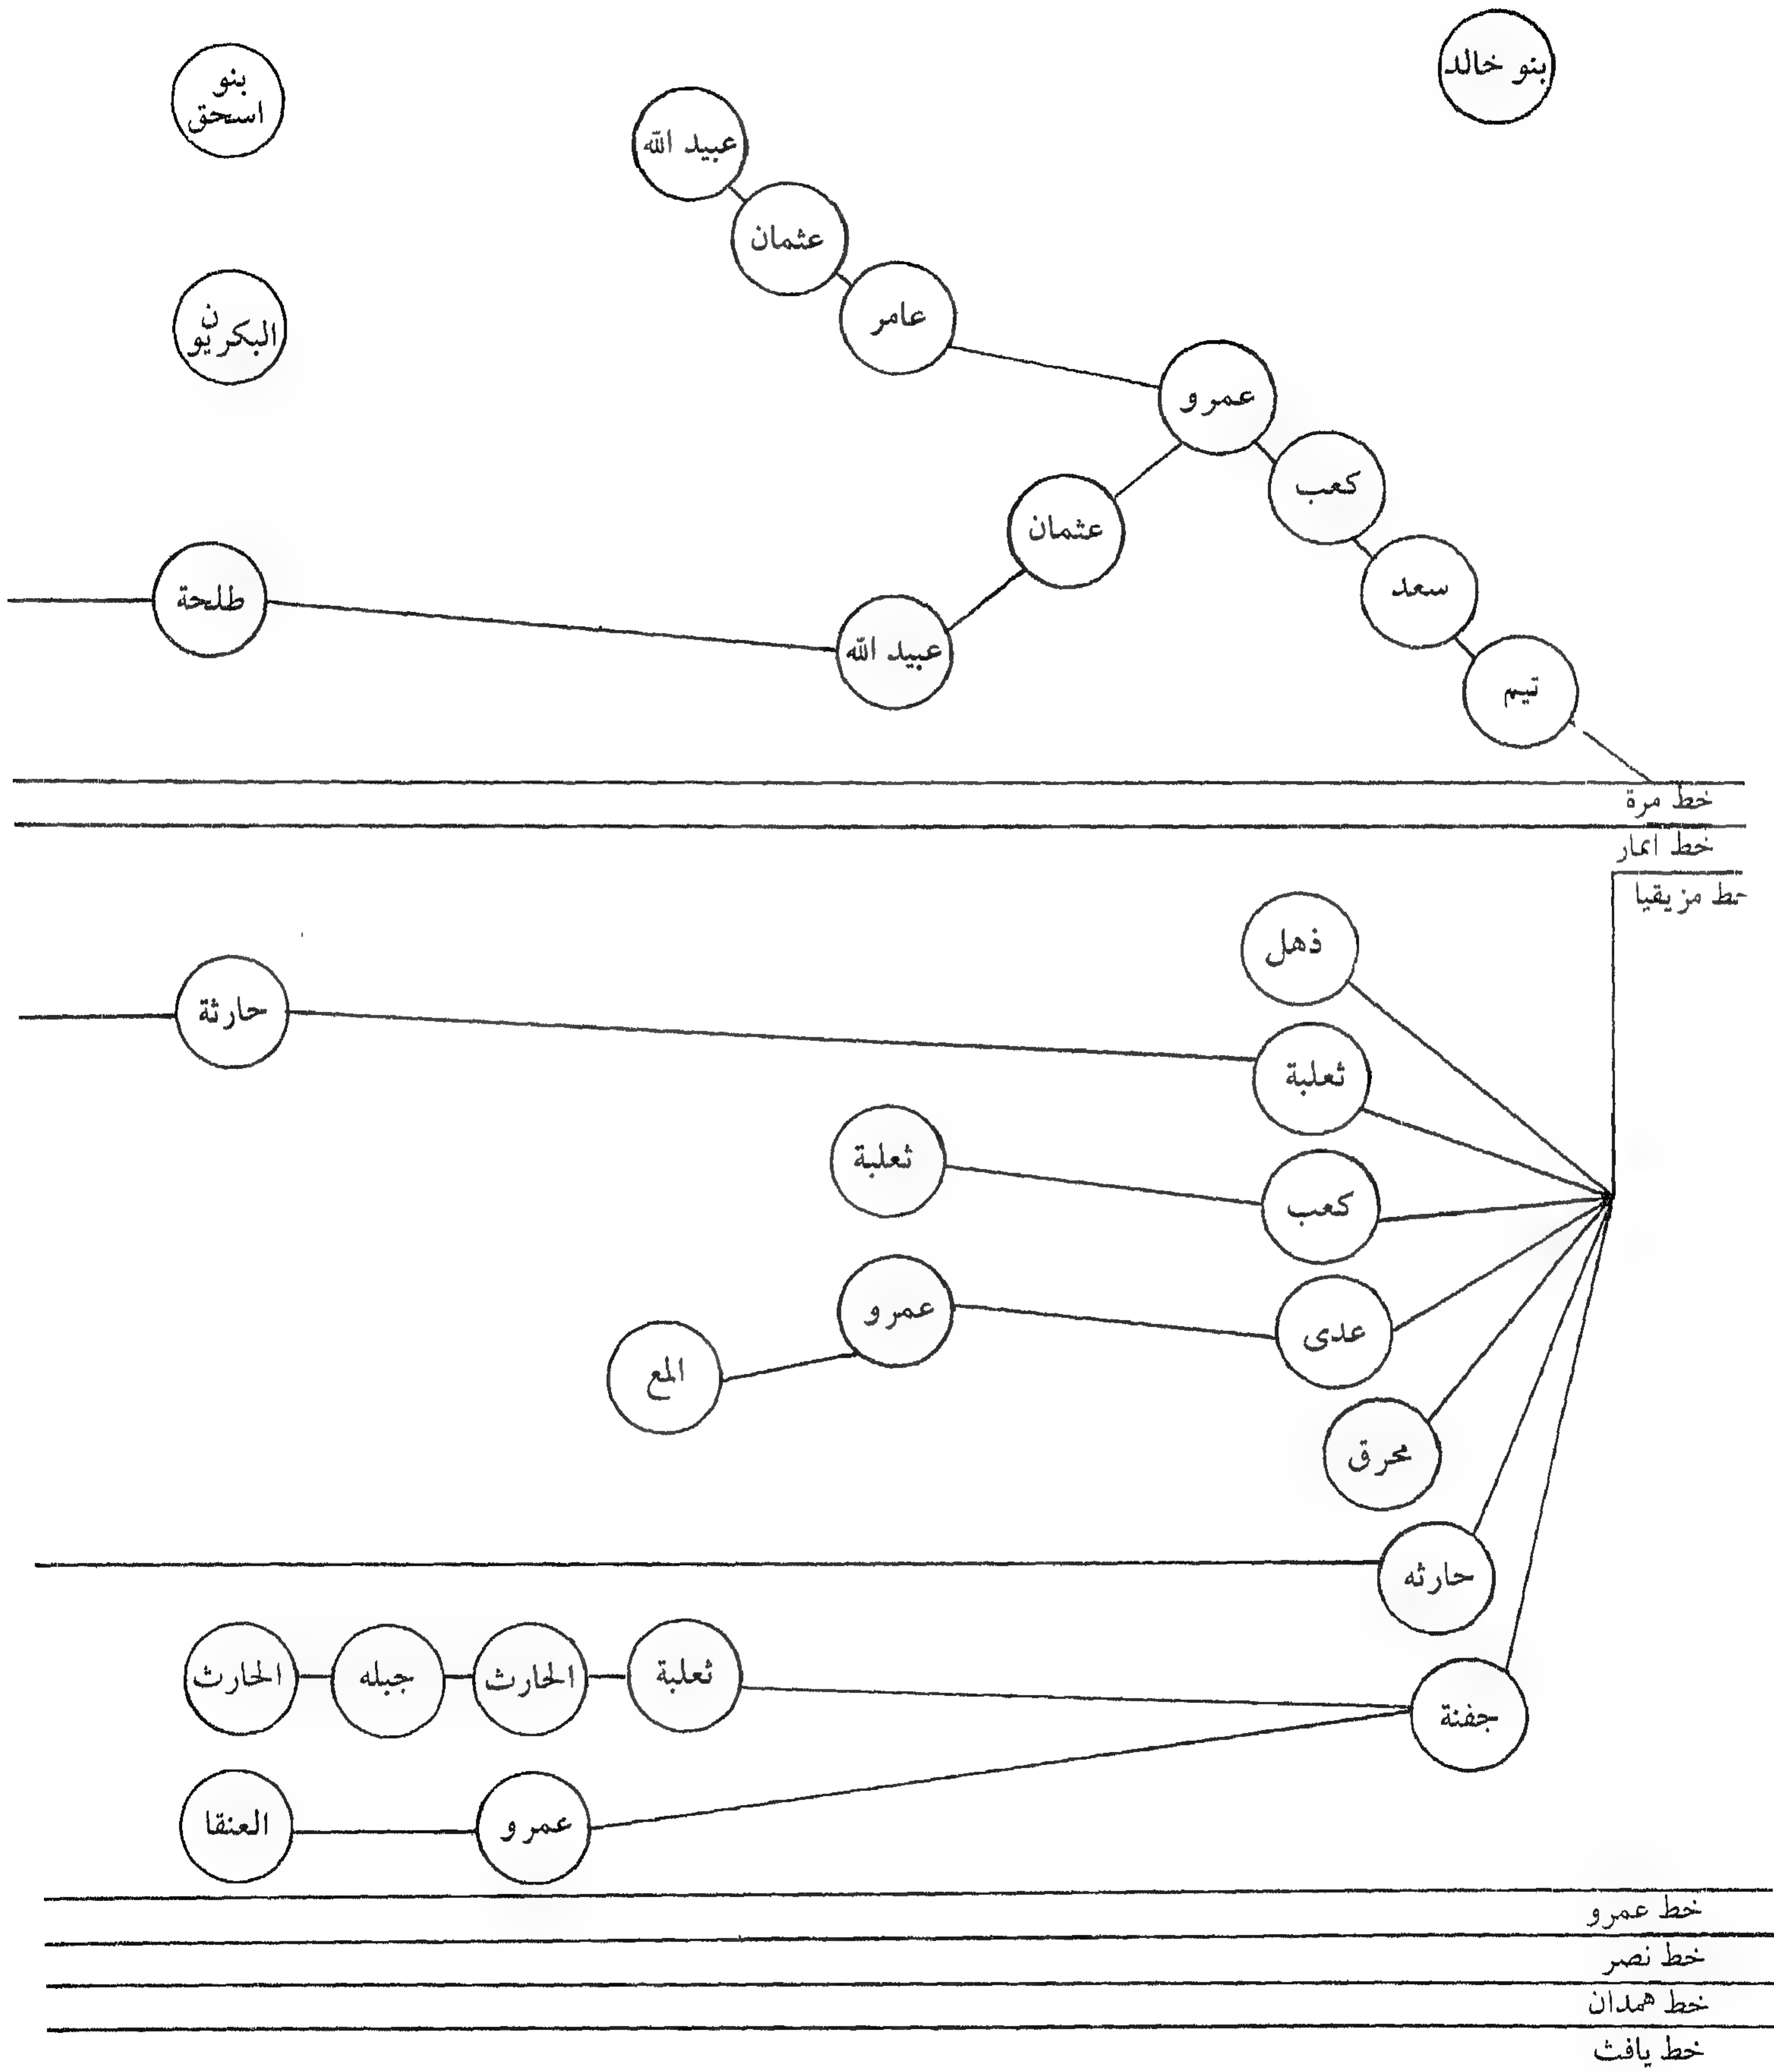 بنو خالد
بنو
اسحق
عبيد الله
عثمان
عامر
البكريون
عمرو
كعب
عثمان
سعد
طلحة
عبيد الله
تيم
خط مرة
خط انمار
خط مزيقيا
ذهل
حارثة
ثعلبة
ثعلبة
كعب
عمرو
عدى
المع
محرق
حارثه
ثعلبة
الحارث
جبله
الحارث
جفنة
عمرو
العنقا
خط عمرو
خط نصر
خط همدان
خط يافث